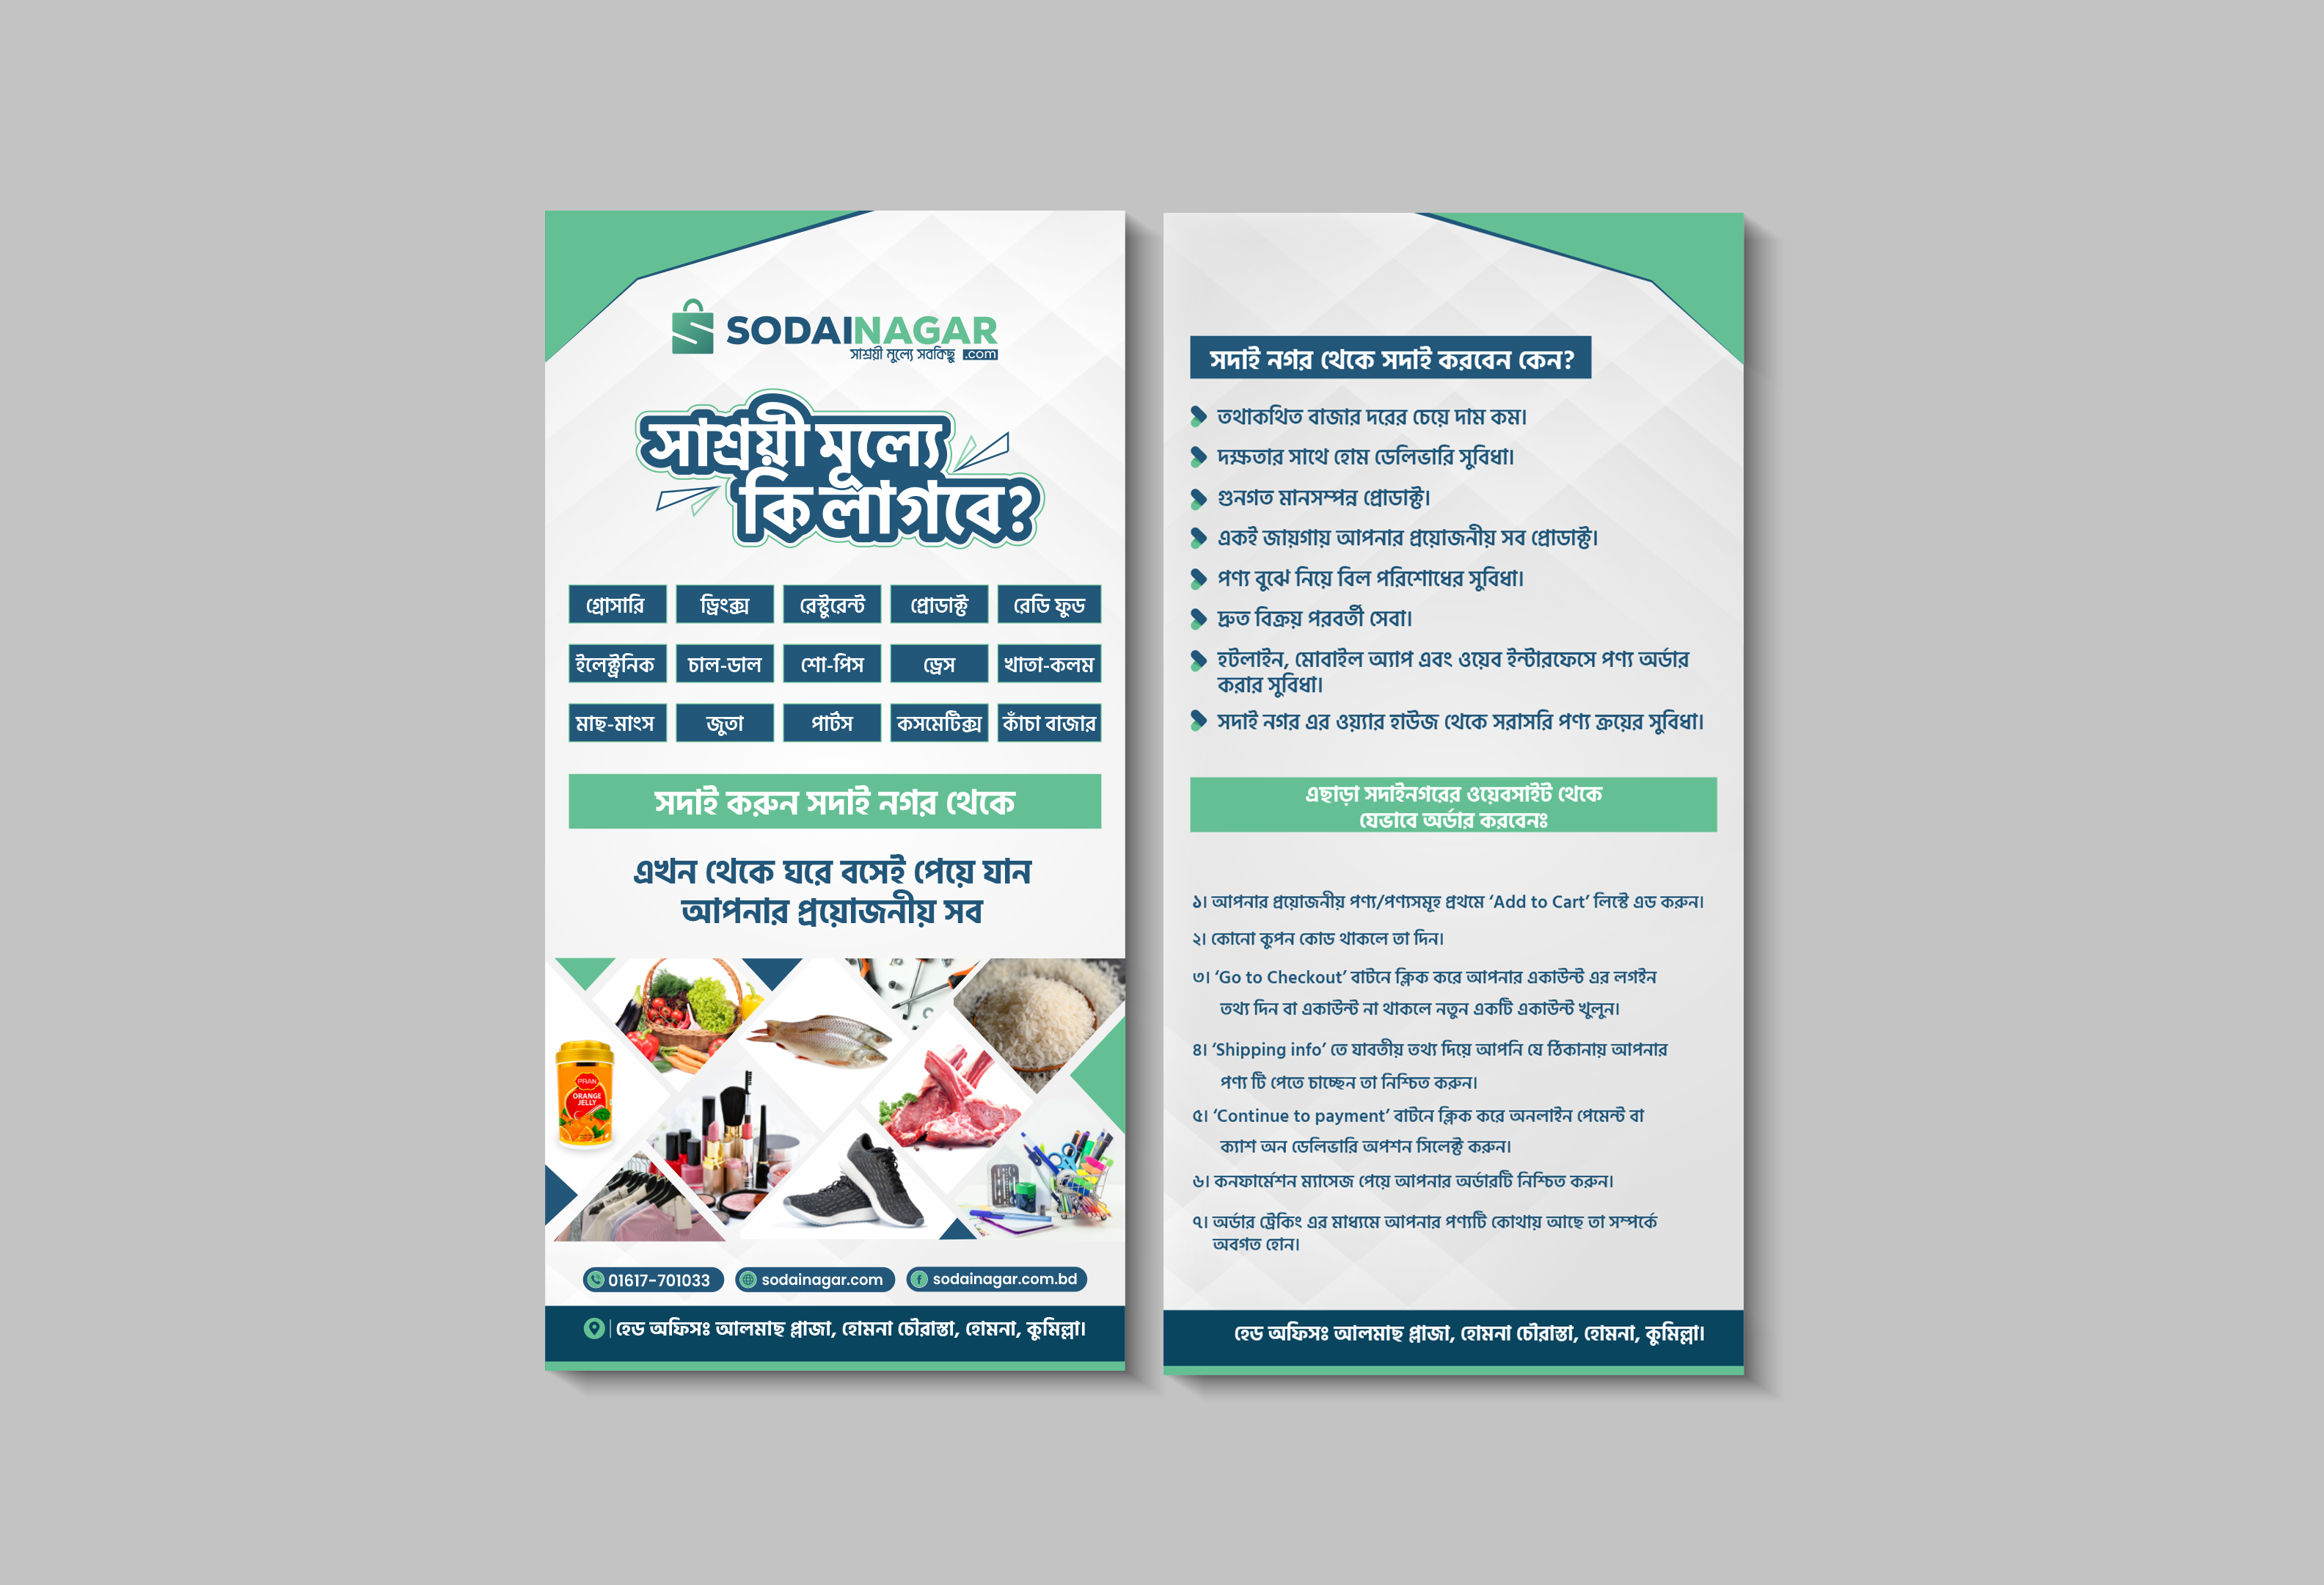 SODAINAGAR
সাশ্রয়ী মূল্যে সবকিছু .com
সাশ্রয়ী মূল্যে
কি লাগবে?
গ্রোসারি ড্রিংক্স রেস্টুরেন্ট প্রোডাক্ট রেডি ফুড
ইলেক্ট্রনিক চাল-ডাল শো-পিস ড্রেস খাতা-কলম
মাছ-মাংস জুতা পার্টস কসমেটিক্স কাঁচা বাজার
সদাই করুন সদাই নগর থেকে
এখন থেকে ঘরে বসেই পেয়ে যান
আপনার প্রয়োজনীয় সব
PRAN
ORANGE
JELLY
01617-701033 sodainagar.com sodainagar.com.bd
হেড অফিসঃ আলমাছ প্লাজা, হোমনা চৌরাস্তা, হোমনা, কুমিল্লা।
সদাই নগর থেকে সদাই করবেন কেন?
তথাকথিত বাজার দরের চেয়ে দাম কম।
দক্ষতার সাথে হোম ডেলিভারি সুবিধা।
গুনগত মানসম্পন্ন প্রোডাক্ট।
একই জায়গায় আপনার প্রয়োজনীয় সব প্রোডাক্ট।
পণ্য বুঝে নিয়ে বিল পরিশোধের সুবিধা।
দ্রুত বিক্রয় পরবর্তী সেবা।
হটলাইন, মোবাইল অ্যাপ এবং ওয়েব ইন্টারফেসে পণ্য অর্ডার
করার সুবিধা।
সদাই নগর এর ওয়্যার হাউজ থেকে সরাসরি পণ্য ক্রয়ের সুবিধা।
এছাড়া সদাইনগরের ওয়েবসাইট থেকে
যেভাবে অর্ডার করবেনঃ
১। আপনার প্রয়োজনীয় পণ্য/পণ্যসমূহ প্রথমে ‘Add to Cart’ লিস্টে এড করুন।
২। কোনো কুপন কোড থাকলে তা দিন।
৩। ‘Go to Checkout’ বাটনে ক্লিক করে আপনার একাউন্ট এর লগইন
তথ্য দিন বা একাউন্ট না থাকলে নতুন একটি একাউন্ট খুলুন।
৪। ‘Shipping info’ তে যাবতীয় তথ্য দিয়ে আপনি যে ঠিকানায় আপনার
পণ্য টি পেতে চাচ্ছেন তা নিশ্চিত করুন।
৫। ‘Continue to payment’ বাটনে ক্লিক করে অনলাইন পেমেন্ট বা
ক্যাশ অন ডেলিভারি অপশন সিলেক্ট করুন।
৬। কনফার্মেশন ম্যাসেজ পেয়ে আপনার অর্ডারটি নিশ্চিত করুন।
৭। অর্ডার ট্রেকিং এর মাধ্যমে আপনার পণ্যটি কোথায় আছে তা সম্পর্কে
অবগত হোন।
হেড অফিসঃ আলমাছ প্লাজা, হোমনা চৌরাস্তা, হোমনা, কুমিল্লা।